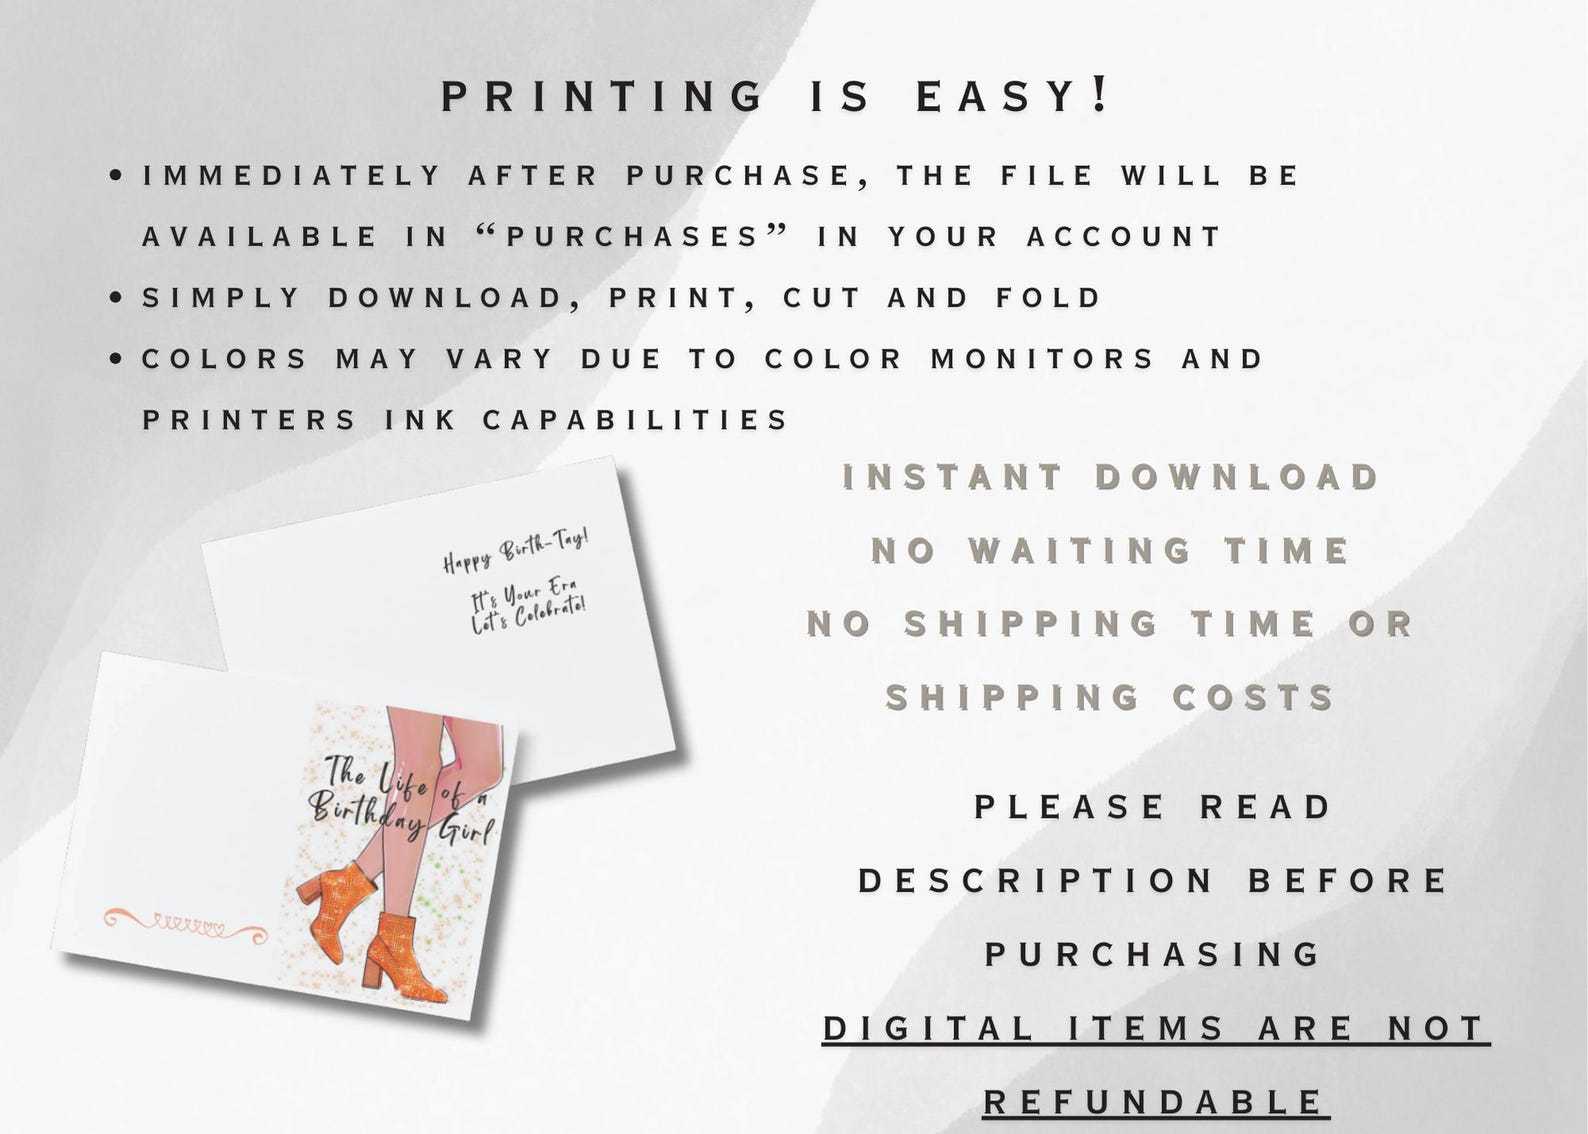 PRINTING IS EASY!
• IMMEDIATELY AFTER PURCHASE, THE FILE WILL BE
AVAILABLE IN “PURCHASES” IN YOUR ACCOUNT
• SIMPLY DOWNLOAD, PRINT, CUT AND FOLD
• COLORS MAY VARY DUE TO COLOR MONITORS AND
PRINTERS INK CAPABILITIES
Happy Birth-Tay!
It's Your Era
Let's Celebrate!
The Life of a
Birthday Girl
INSTANT DOWNLOAD
NO WAITING TIME
NO SHIPPING TIME OR
SHIPPING COSTS
PLEASE READ
DESCRIPTION BEFORE
PURCHASING
DIGITAL ITEMS ARE NOT
REFUNDABLE